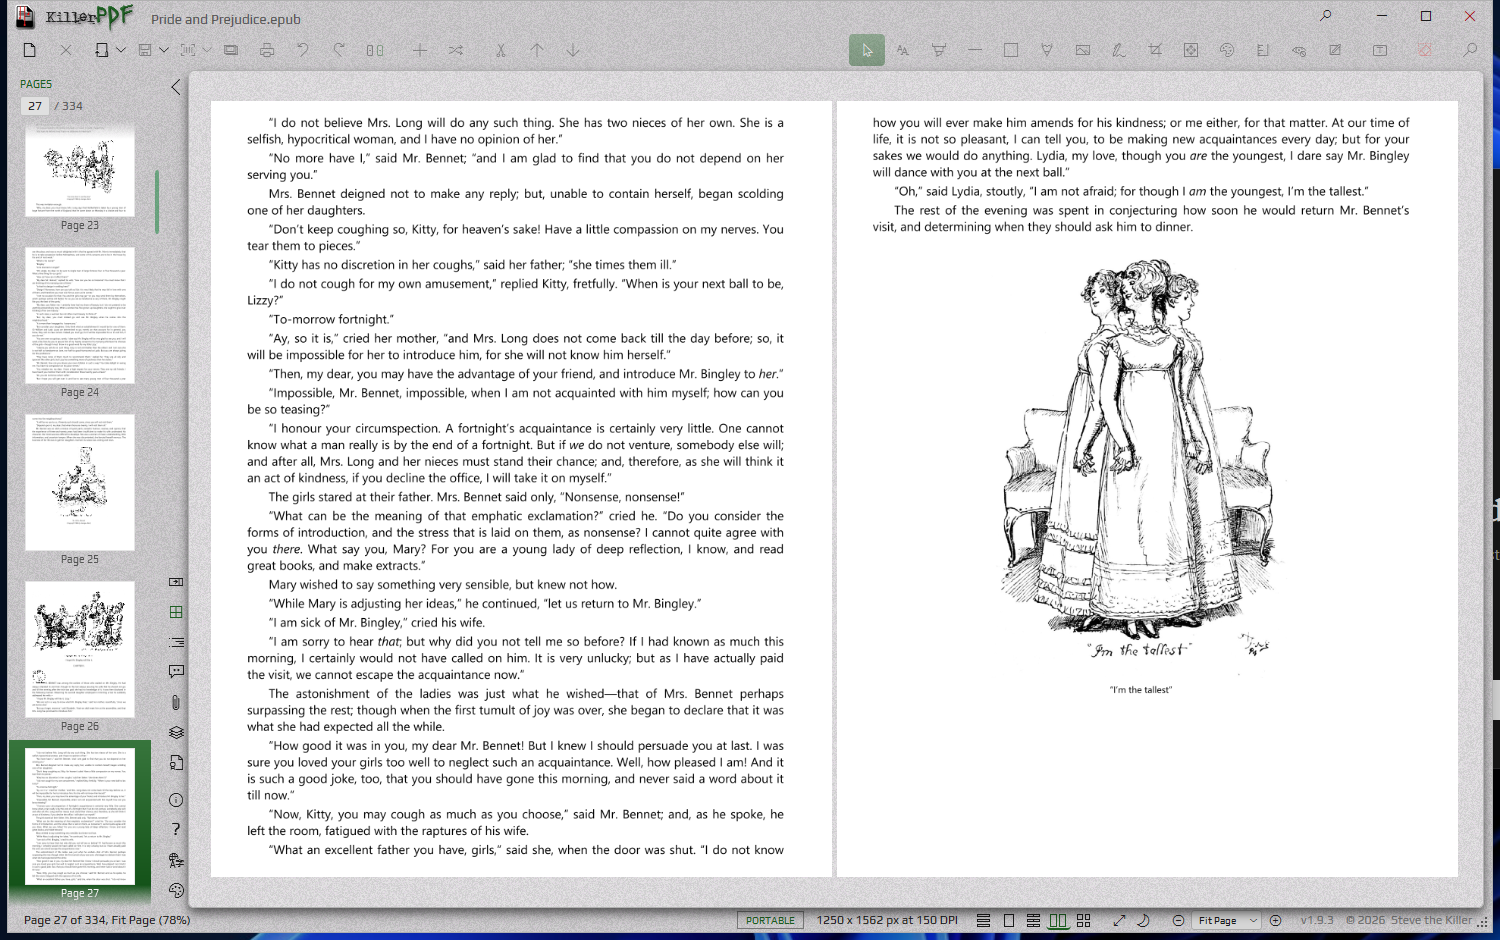 KillerPDF
Pride and Prejudice.epub
PAGES
27 / 334
Page 23
Page 24
Page 25
Page 26
Page 27
“I do not believe Mrs. Long will do any such thing. She has two nieces of her own. She is a
selfish, hypocritical woman, and I have no opinion of her.”
“No more have I,” said Mr. Bennet; “and I am glad to find that you do not depend on her
serving you.”
Mrs. Bennet deigned not to make any reply; but, unable to contain herself, began scolding
one of her daughters.
“Don’t keep coughing so, Kitty, for heaven’s sake! Have a little compassion on my nerves. You
tear them to pieces.”
“Kitty has no discretion in her coughs,” said her father; “she times them ill.”
“I do not cough for my own amusement,” replied Kitty, fretfully. “When is your next ball to be,
Lizzy?”
“To-morrow fortnight.”
“Ay, so it is,” cried her mother, “and Mrs. Long does not come back till the day before; so, it
will be impossible for her to introduce him, for she will not know him herself.”
“Then, my dear, you may have the advantage of your friend, and introduce Mr. Bingley to her.”
“Impossible, Mr. Bennet, impossible, when I am not acquainted with him myself; how can you
be so teasing?”
“I honour your circumspection. A fortnight’s acquaintance is certainly very little. One cannot
know what a man really is by the end of a fortnight. But if we do not venture, somebody else will;
and after all, Mrs. Long and her nieces must stand their chance; and, therefore, as she will think it
an act of kindness, if you decline the office, I will take it on myself.”
The girls stared at their father. Mrs. Bennet said only, “Nonsense, nonsense!”
“What can be the meaning of that emphatic exclamation?” cried he. “Do you consider the
forms of introduction, and the stress that is laid on them, as nonsense? I cannot quite agree with
you there. What say you, Mary? For you are a young lady of deep reflection, I know, and read
great books, and make extracts.”
Mary wished to say something very sensible, but knew not how.
“While Mary is adjusting her ideas,” he continued, “let us return to Mr. Bingley.”
“I am sick of Mr. Bingley,” cried his wife.
“I am sorry to hear that; but why did you not tell me so before? If I had known as much this
morning, I certainly would not have called on him. It is very unlucky; but as I have actually paid
the visit, we cannot escape the acquaintance now.”
The astonishment of the ladies was just what he wished—that of Mrs. Bennet perhaps
surpassing the rest; though when the first tumult of joy was over, she began to declare that it was
what she had expected all the while.
“How good it was in you, my dear Mr. Bennet! But I knew I should persuade you at last. I was
sure you loved your girls too well to neglect such an acquaintance. Well, how pleased I am! And it
is such a good joke, too, that you should have gone this morning, and never said a word about it
till now.”
“Now, Kitty, you may cough as much as you choose,” said Mr. Bennet; and, as he spoke, he
left the room, fatigued with the raptures of his wife.
“What an excellent father you have, girls,” said she, when the door was shut. “I do not know
how you will ever make him amends for his kindness; or me either, for that matter. At our time of
life, it is not so pleasant, I can tell you, to be making new acquaintances every day; but for your
sakes we would do anything. Lydia, my love, though you are the youngest, I dare say Mr. Bingley
will dance with you at the next ball.”
“Oh,” said Lydia, stoutly, “I am not afraid; for though I am the youngest, I’m the tallest.”
The rest of the evening was spent in conjecturing how soon he would return Mr. Bennet’s
visit, and determining when they should ask him to dinner.
"I'm the tallest"
“I’m the tallest”
Page 27 of 334, Fit Page (78%)
PORTABLE
1250 x 1562 px at 150 DPI
Fit Page
v1.9.3
© 2026 Steve the Killer